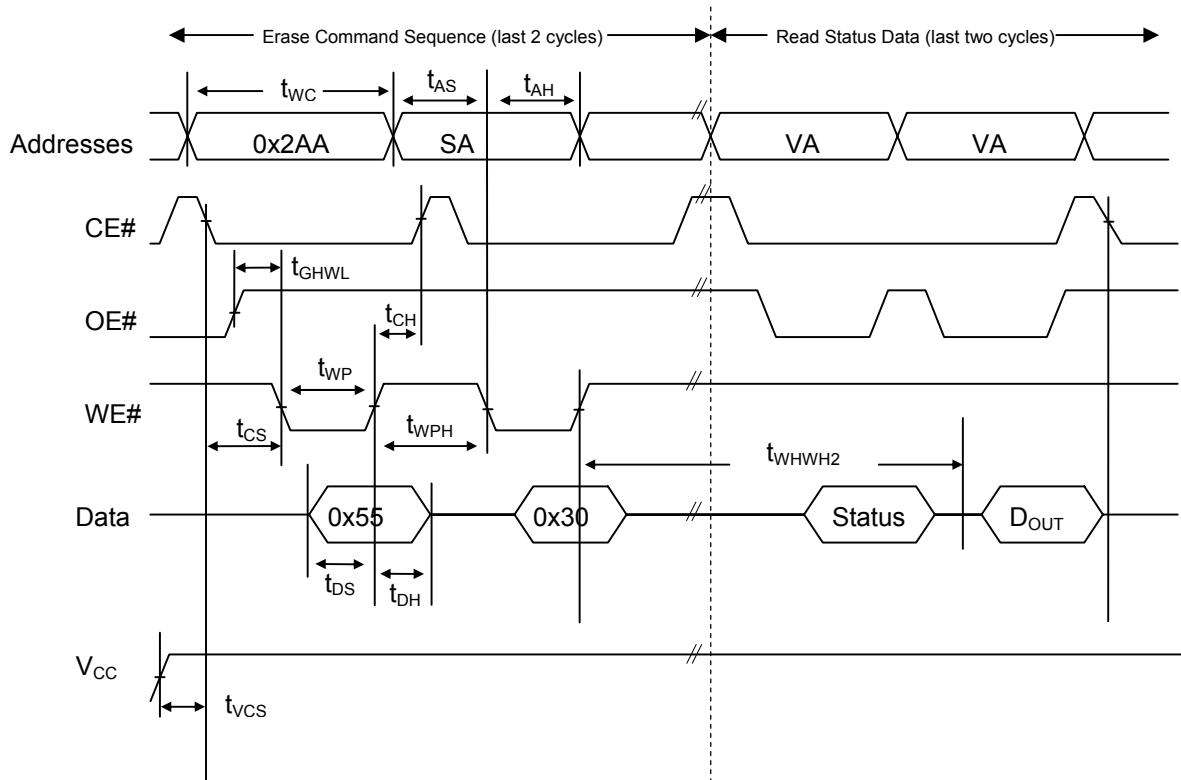 Erase Command Sequence (last 2 cycles)
Read Status Data (last two cycles)
tWC
tAS
tAH
Addresses
0x2AA
SA
VA
VA
CE#
tGHWL
OE#
tCH
tWP
WE#
tCS
tWPH
tWHWH2
Data
0x55
0x30
Status
DOUT
tDS
tDH
VCC
tVCS